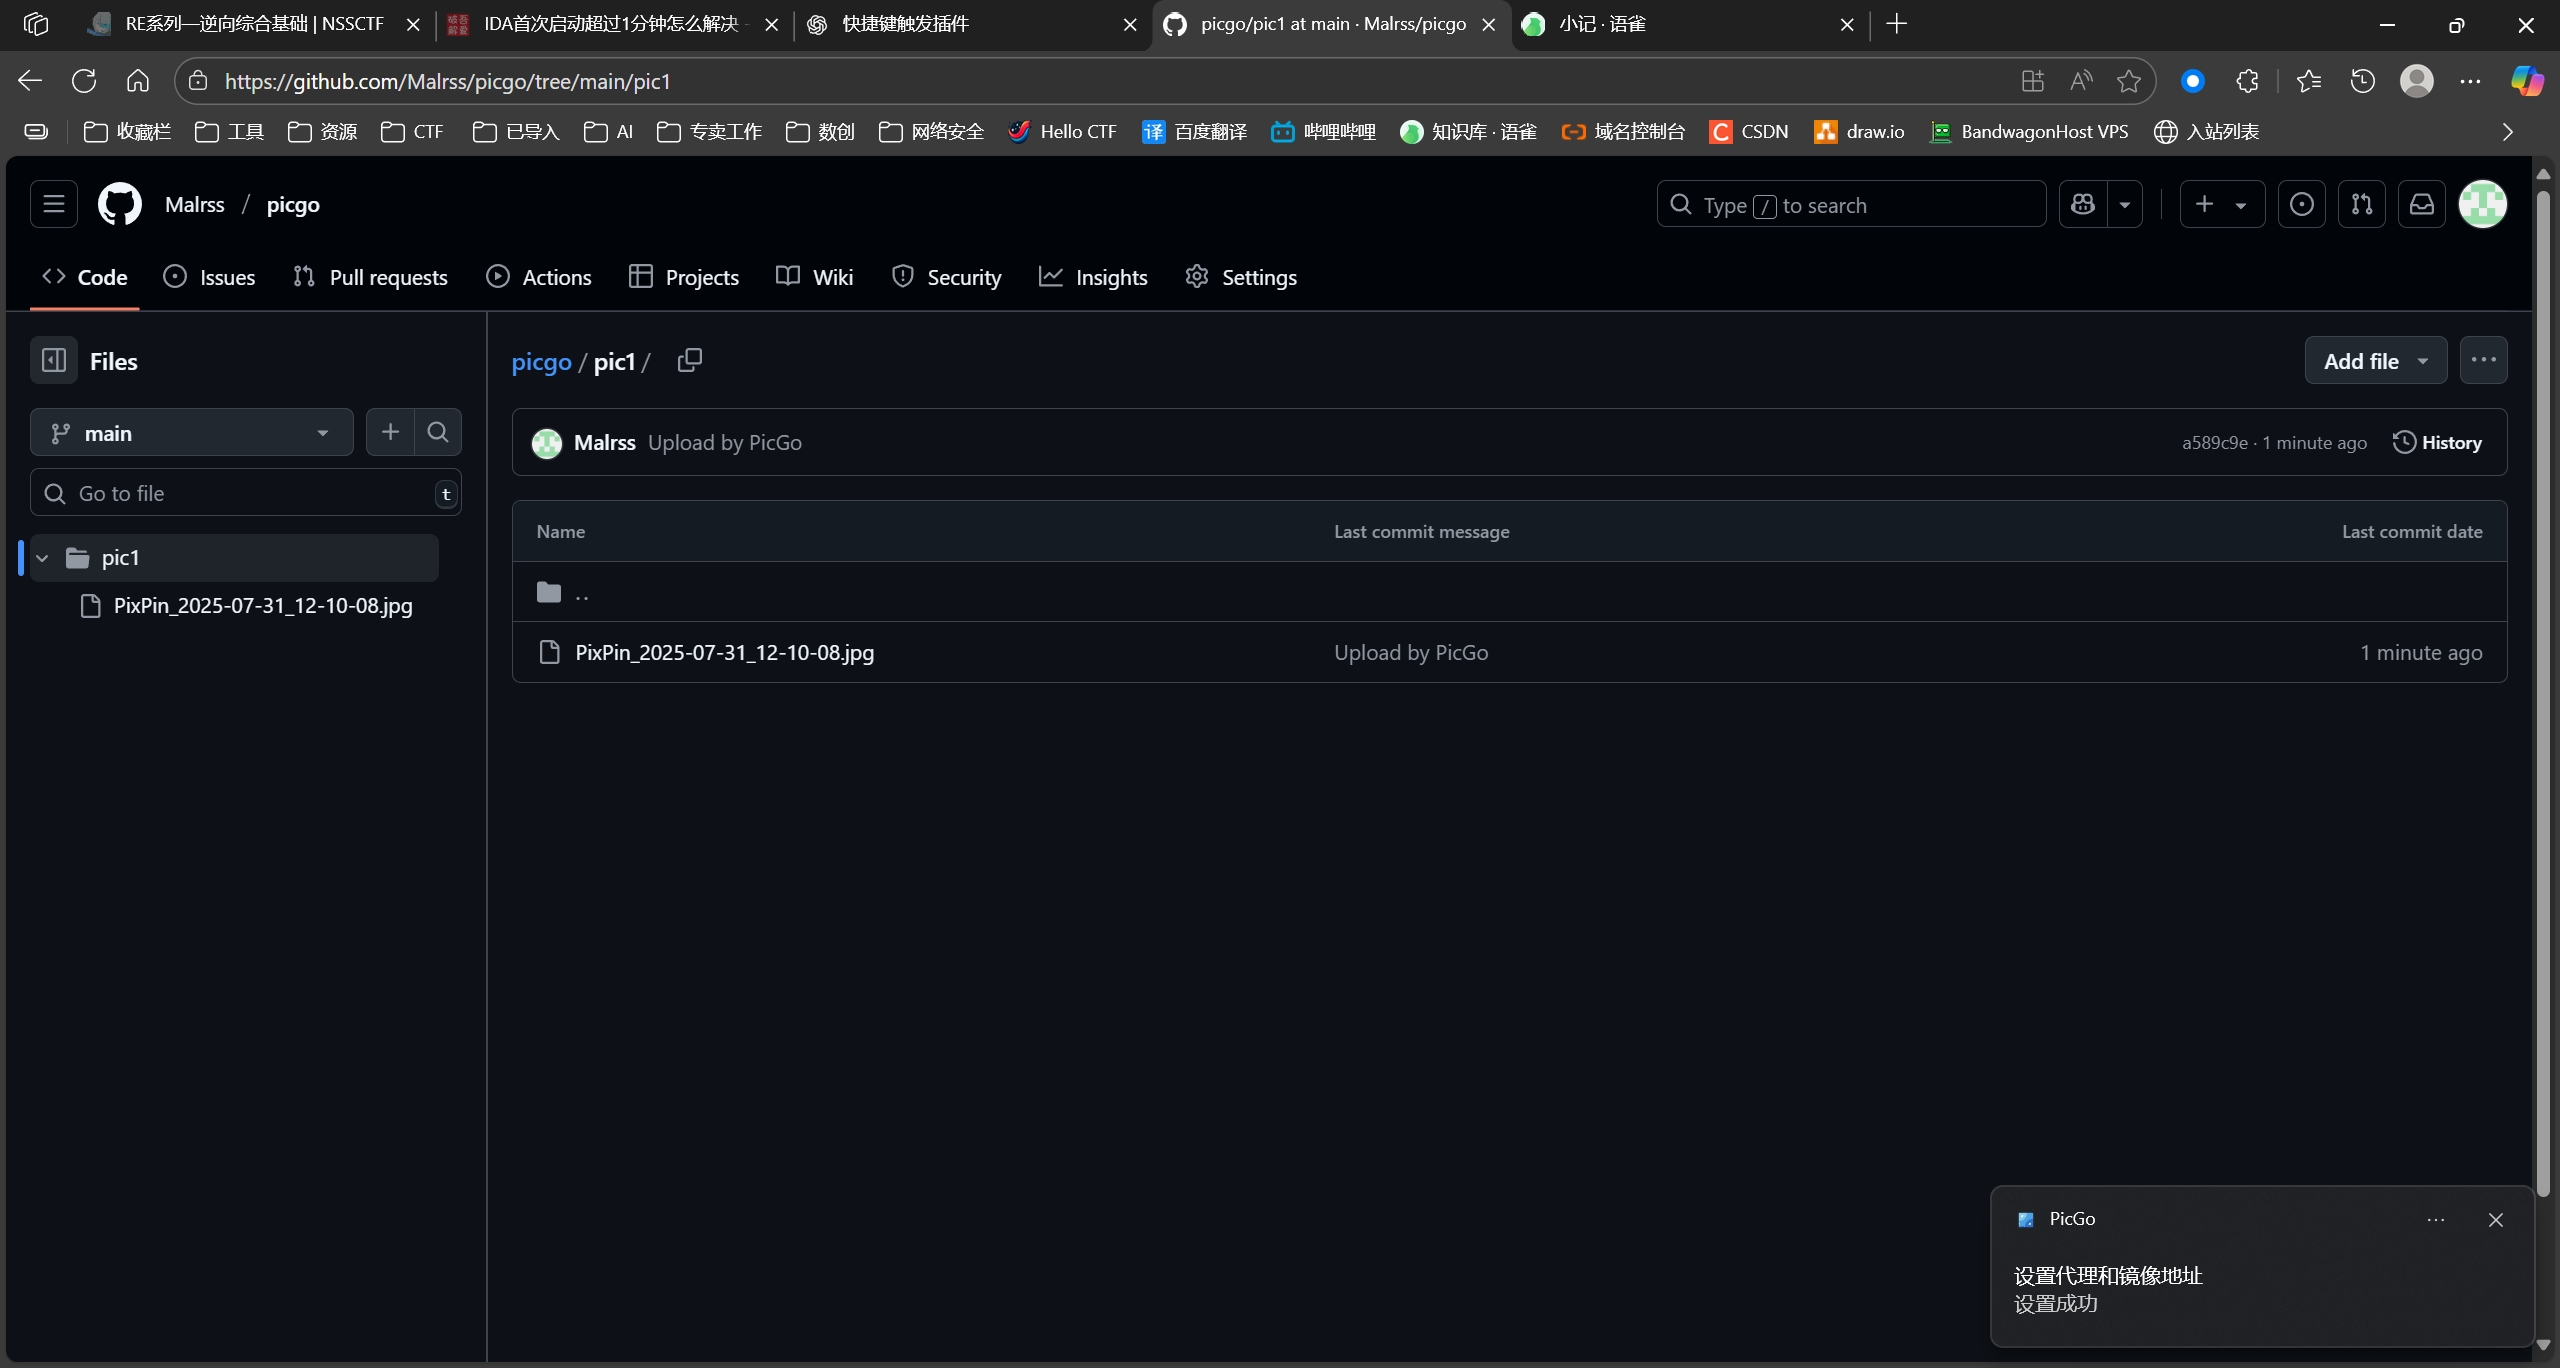 RE系列—逆向综合基础 | NSSCTF
IDA首次启动超过1分钟怎么解决 -
快捷键触发插件
picgo/pic1 at main · Malrss/picgo
小记 · 语雀
https://github.com/Malrss/picgo/tree/main/pic1
收藏栏 工具 资源 CTF 已导入 AI 专卖工作 数创 网络安全 Hello CTF 百度翻译 哔哩哔哩 知识库 · 语雀 域名控制台 CSDN draw.io BandwagonHost VPS 入站列表
Malrss / picgo
Type / to search
Code Issues Pull requests Actions Projects Wiki Security Insights Settings
Files
main
Go to file t
pic1
PixPin_2025-07-31_12-10-08.jpg
picgo / pic1 /
Add file
Malrss Upload by PicGo a589c9e · 1 minute ago History
Name Last commit message Last commit date
..
PixPin_2025-07-31_12-10-08.jpg Upload by PicGo 1 minute ago
PicGo
设置代理和镜像地址
设置成功